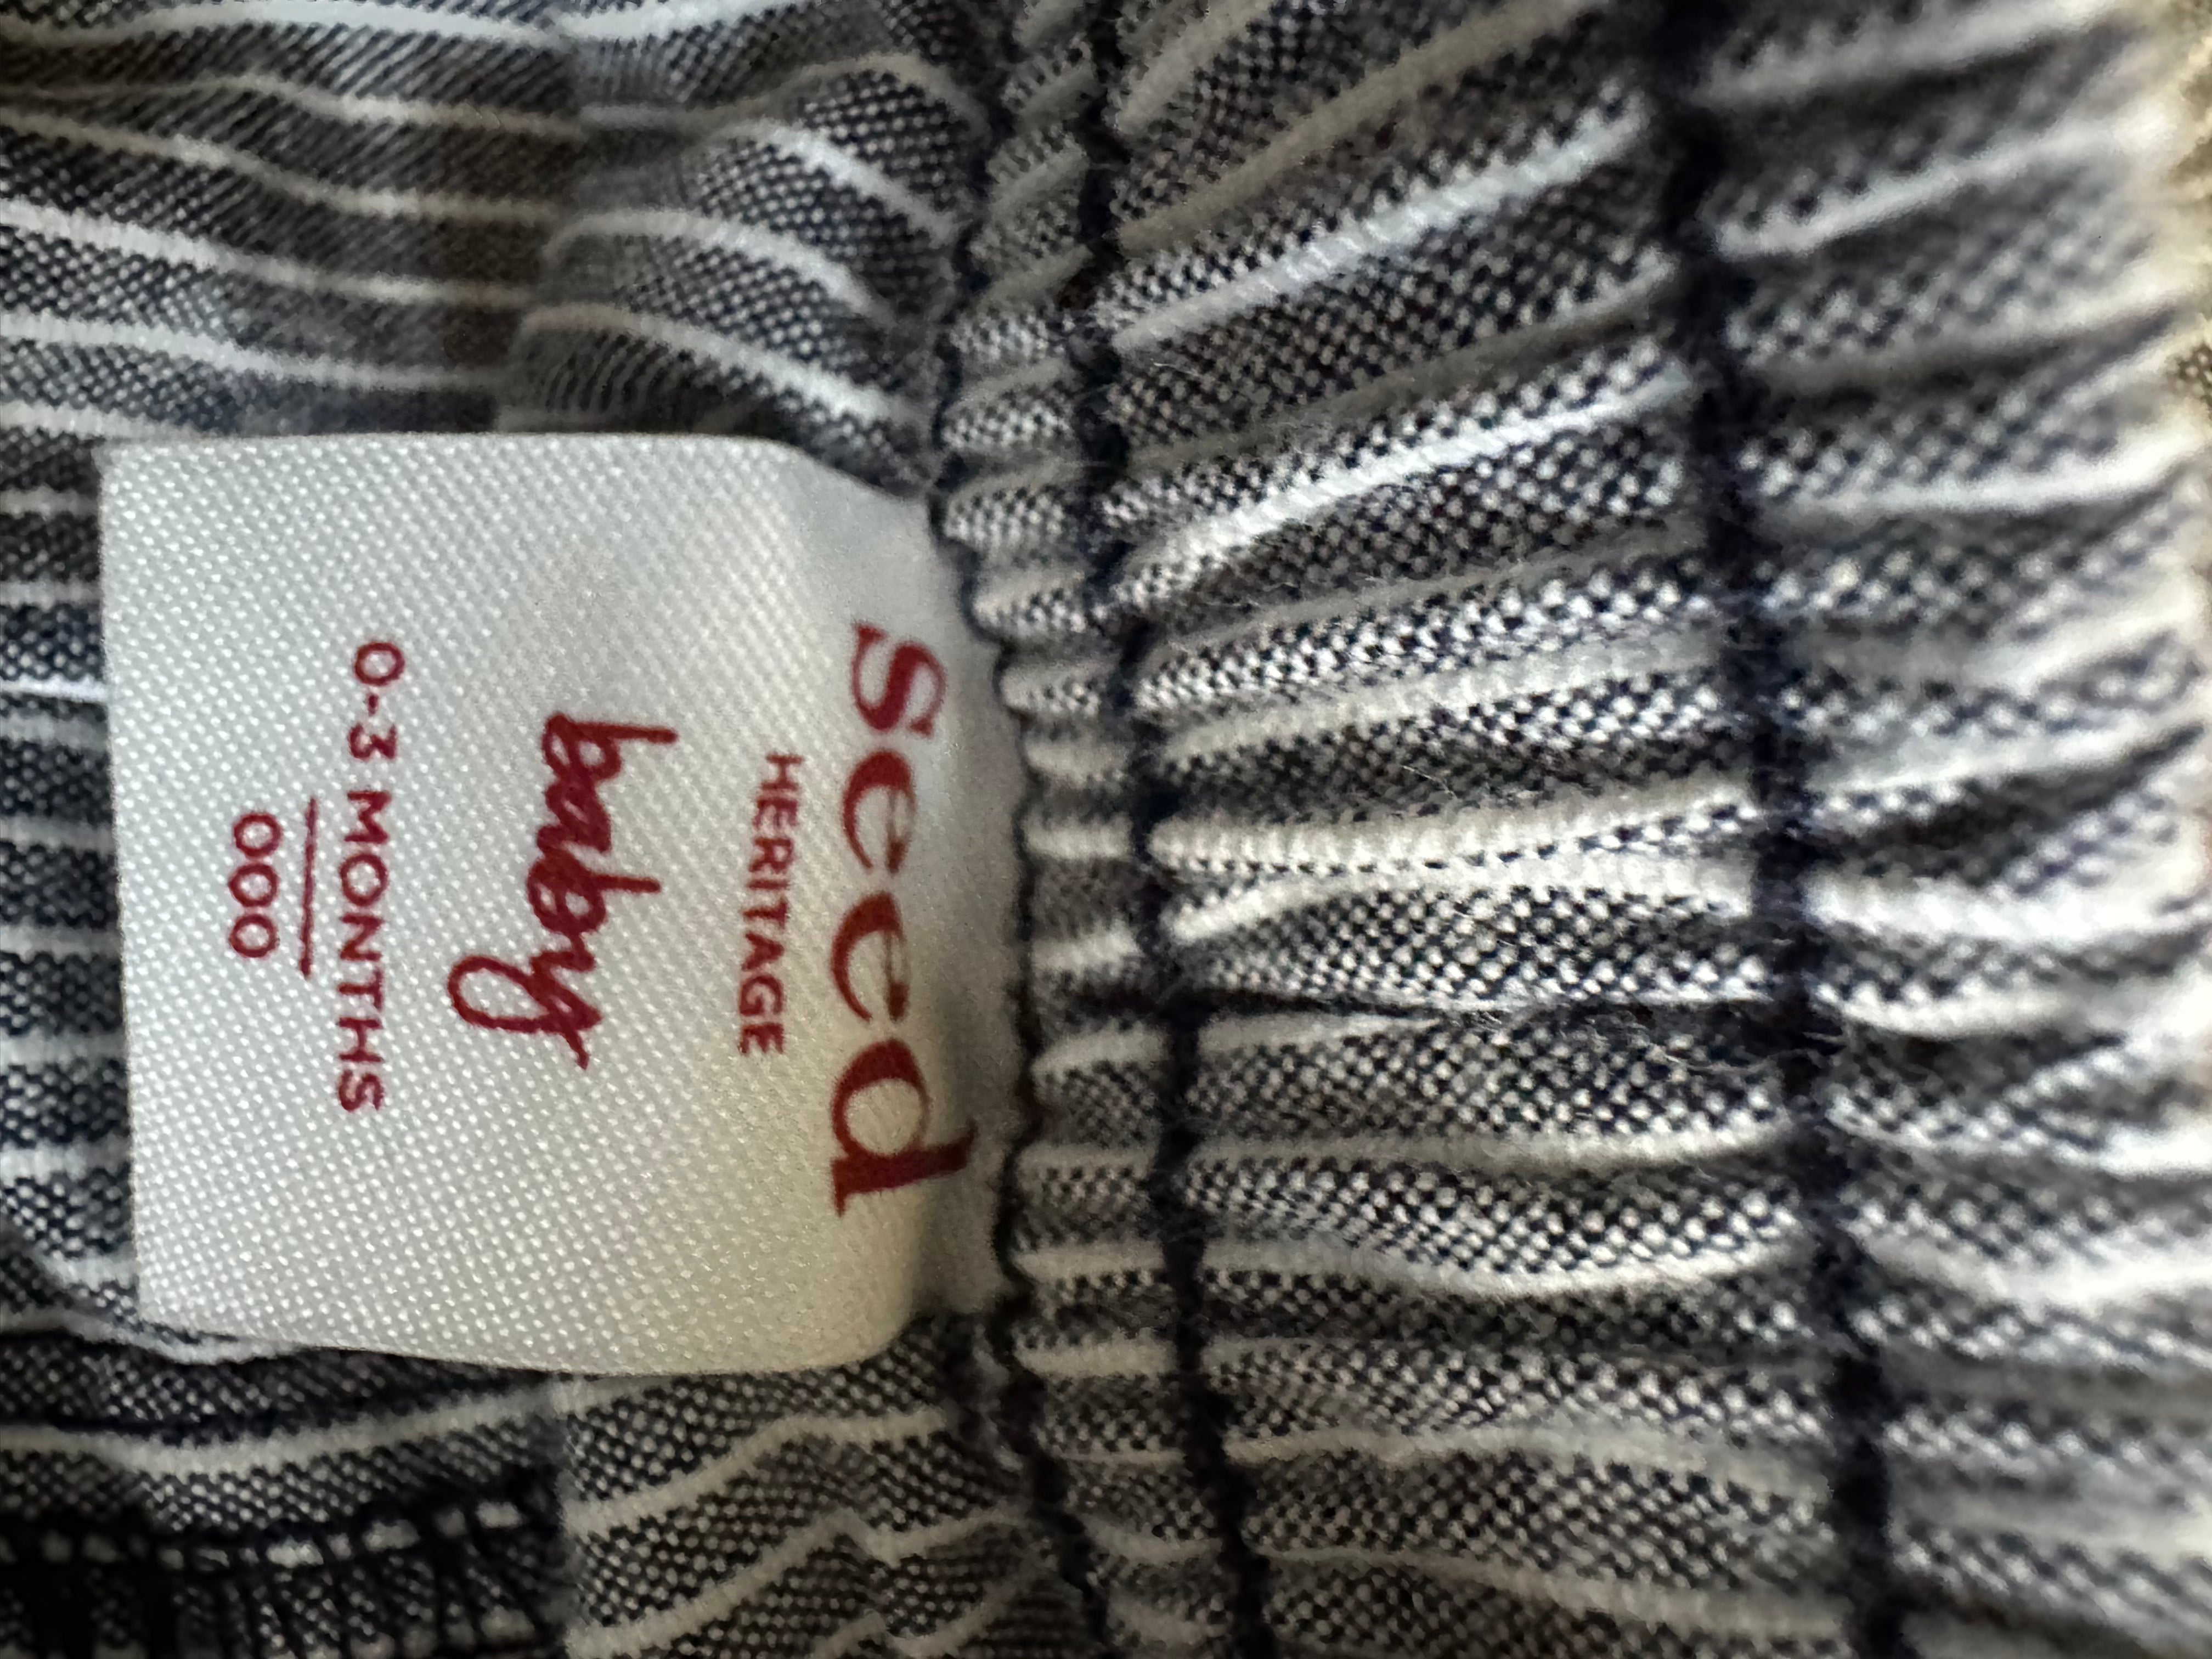 seed
HERITAGE
baby
0-3 MONTHS
000